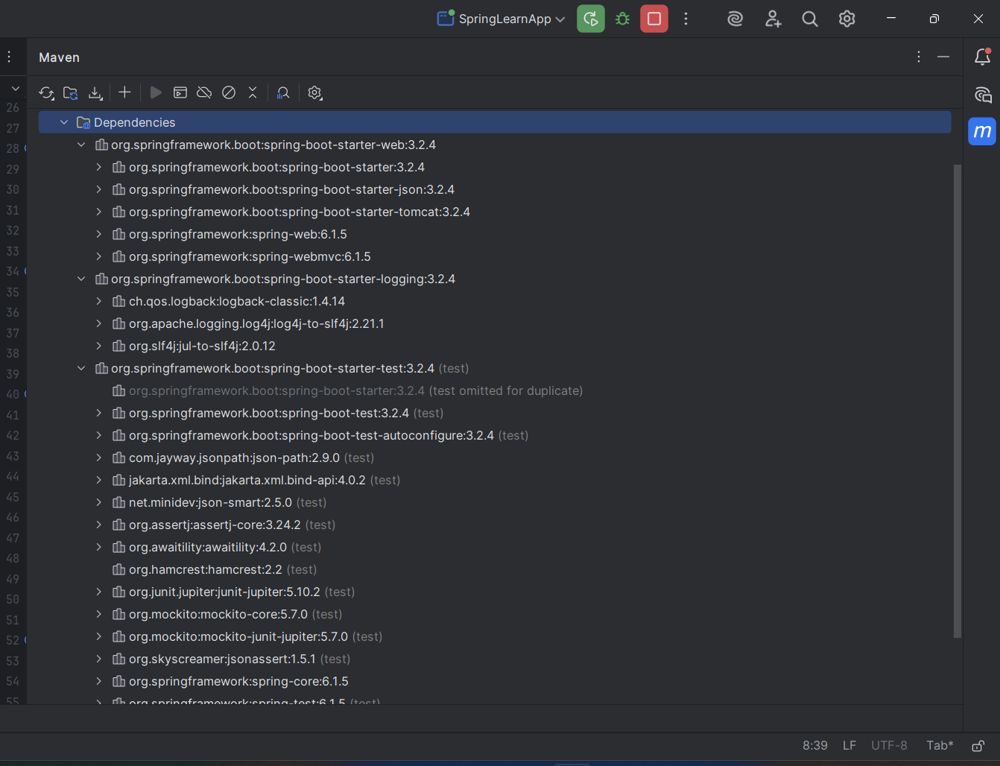 SpringLearnApp
Maven
26
27
28
29
30
31
32
33
34
35
36
37
38
39
40
41
42
43
44
45
46
47
48
49
50
51
52
53
54
55
Dependencies
org.springframework.boot:spring-boot-starter-web:3.2.4
org.springframework.boot:spring-boot-starter:3.2.4
org.springframework.boot:spring-boot-starter-json:3.2.4
org.springframework.boot:spring-boot-starter-tomcat:3.2.4
org.springframework:spring-web:6.1.5
org.springframework:spring-webmvc:6.1.5
org.springframework.boot:spring-boot-starter-logging:3.2.4
ch.qos.logback:logback-classic:1.4.14
org.apache.logging.log4j:log4j-to-slf4j:2.21.1
org.slf4j:jul-to-slf4j:2.0.12
org.springframework.boot:spring-boot-starter-test:3.2.4 (test)
org.springframework.boot:spring-boot-starter:3.2.4 (test omitted for duplicate)
org.springframework.boot:spring-boot-test:3.2.4 (test)
org.springframework.boot:spring-boot-test-autoconfigure:3.2.4 (test)
com.jayway.jsonpath:json-path:2.9.0 (test)
jakarta.xml.bind:jakarta.xml.bind-api:4.0.2 (test)
net.minidev:json-smart:2.5.0 (test)
org.assertj:assertj-core:3.24.2 (test)
org.awaitility:awaitility:4.2.0 (test)
org.hamcrest:hamcrest:2.2 (test)
org.junit.jupiter:junit-jupiter:5.10.2 (test)
org.mockito:mockito-core:5.7.0 (test)
org.mockito:mockito-junit-jupiter:5.7.0 (test)
org.skyscreamer:jsonassert:1.5.1 (test)
org.springframework:spring-core:6.1.5
org.springframework:spring-test:6.1.5 (test)
m
8:39 LF UTF-8 Tab*